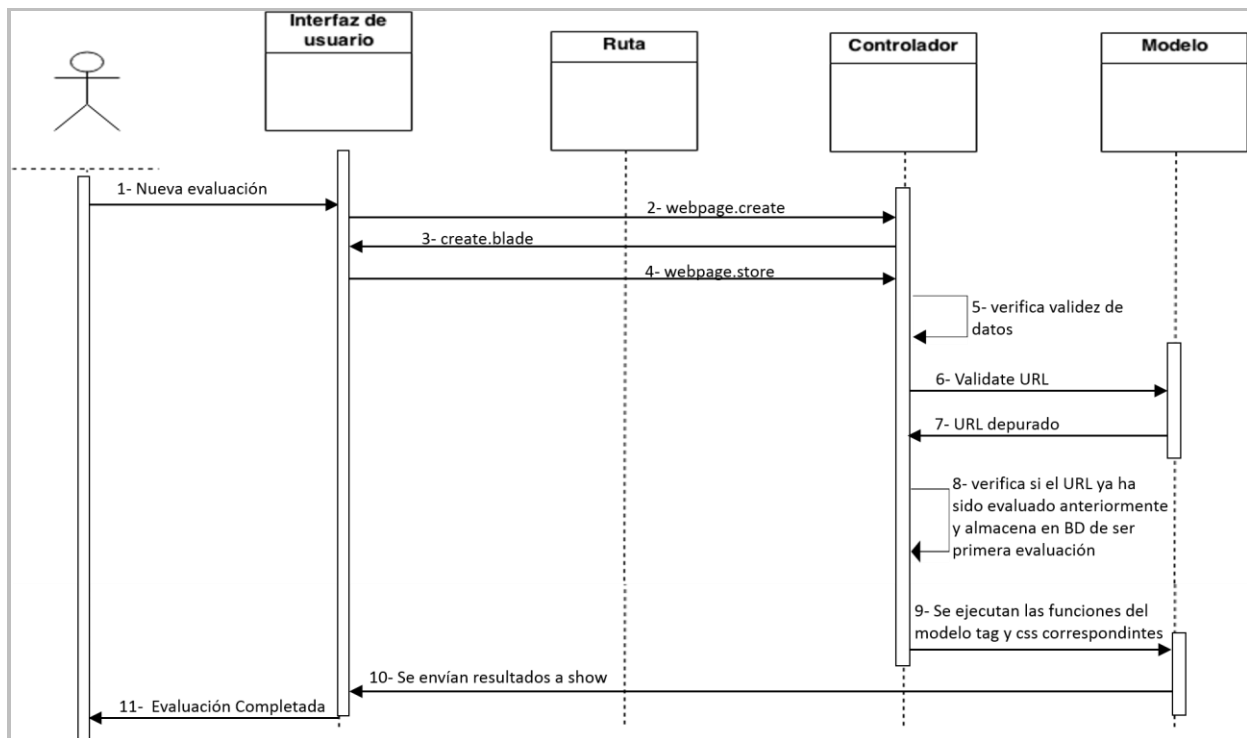 Interfaz de
usuario
Ruta
Controlador
Modelo
1- Nueva evaluación
2- webpage.create
3- create.blade
4- webpage.store
5- verifica validez de
datos
6- Validate URL
7- URL depurado
8- verifica si el URL ya ha
sido evaluado anteriormente
y almacena en BD de ser
primera evaluación
9- Se ejecutan las funciones del
modelo tag y css correspondintes
10- Se envían resultados a show
11- Evaluación Completada